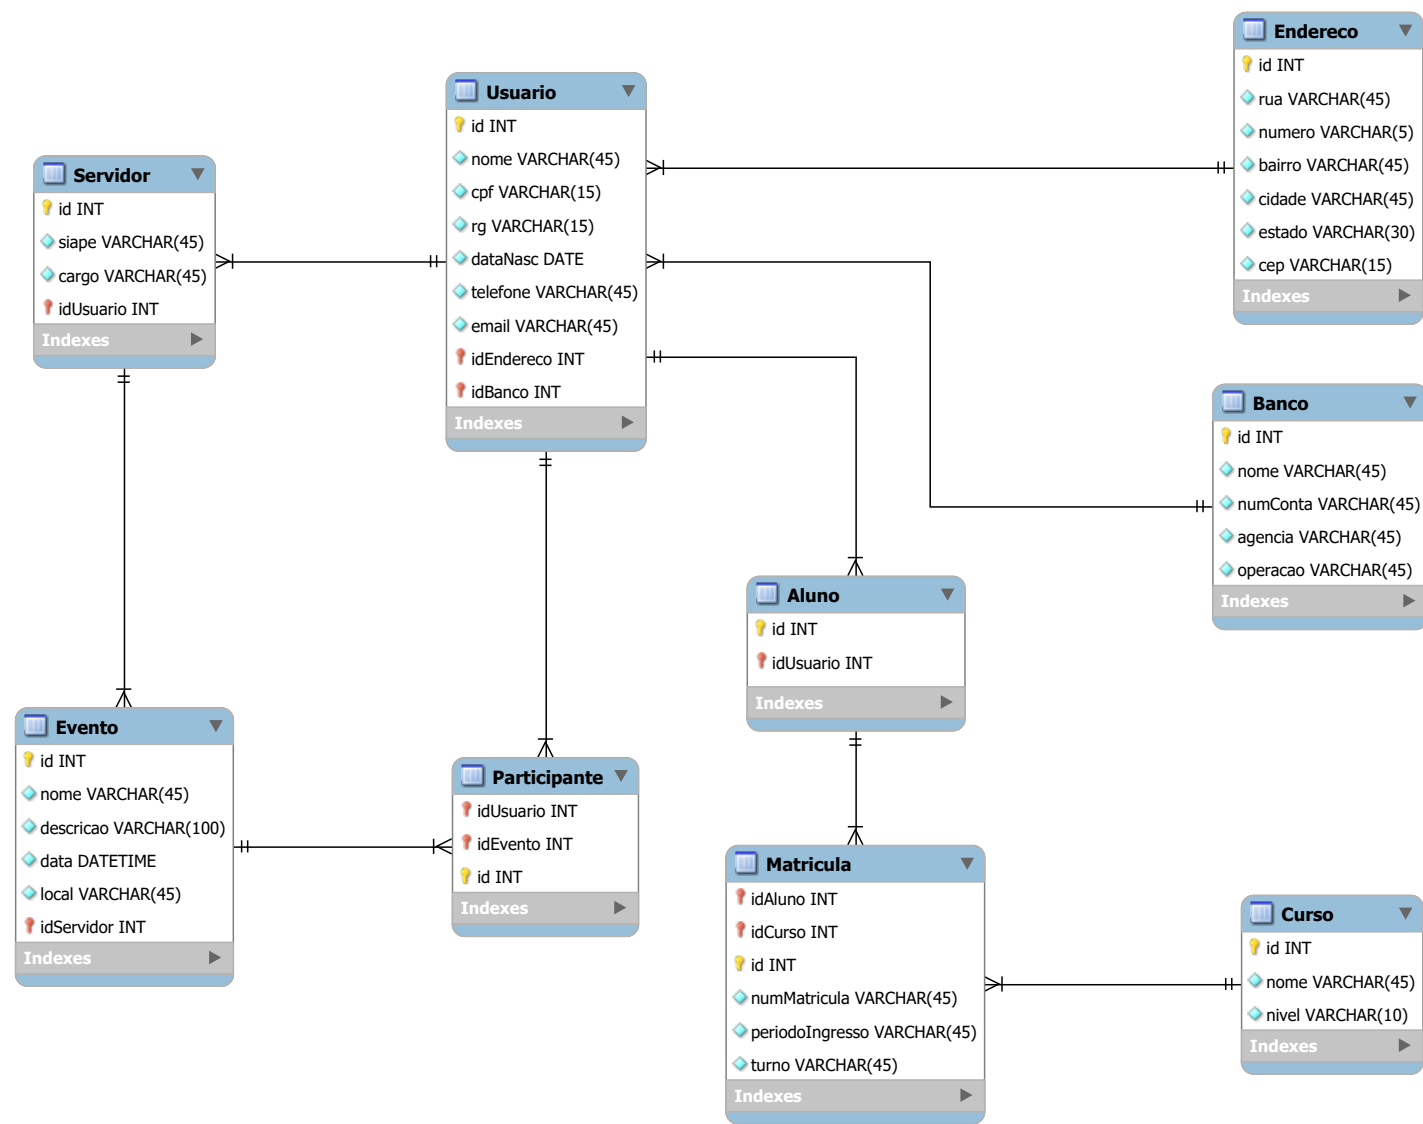 Endereco
id INT
rua VARCHAR(45)
numero VARCHAR(5)
bairro VARCHAR(45)
cidade VARCHAR(45)
estado VARCHAR(30)
cep VARCHAR(15)
Indexes
Usuario
id INT
nome VARCHAR(45)
cpf VARCHAR(15)
rg VARCHAR(15)
dataNasc DATE
telefone VARCHAR(45)
email VARCHAR(45)
idEndereco INT
idBanco INT
Indexes
Servidor
id INT
siape VARCHAR(45)
cargo VARCHAR(45)
idUsuario INT
Indexes
Banco
id INT
nome VARCHAR(45)
numConta VARCHAR(45)
agencia VARCHAR(45)
operacao VARCHAR(45)
Indexes
Aluno
id INT
idUsuario INT
Indexes
Evento
id INT
nome VARCHAR(45)
descricao VARCHAR(100)
data DATETIME
local VARCHAR(45)
idServidor INT
Indexes
Participante
idUsuario INT
idEvento INT
id INT
Indexes
Matricula
idAluno INT
idCurso INT
id INT
numMatricula VARCHAR(45)
periodoIngresso VARCHAR(45)
turno VARCHAR(45)
Indexes
Curso
id INT
nome VARCHAR(45)
nivel VARCHAR(10)
Indexes